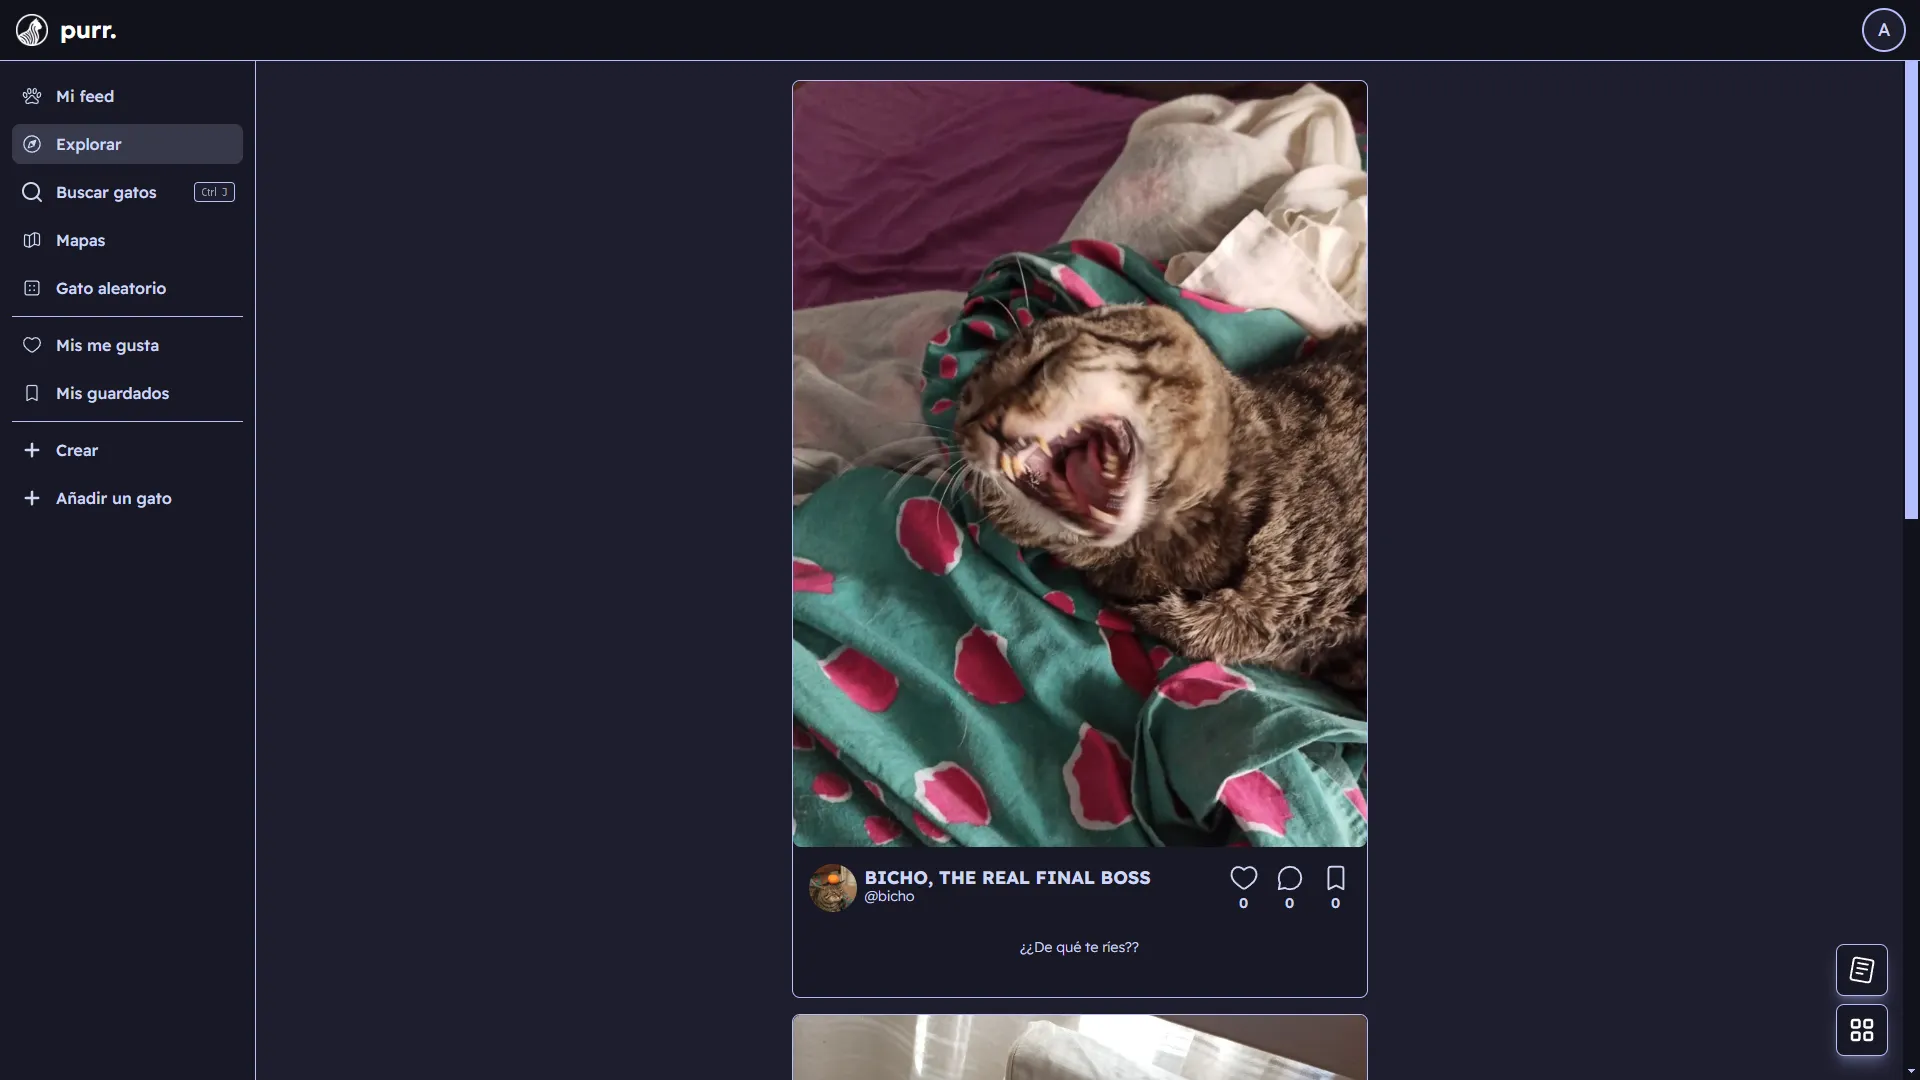 purr.
A
Mi feed
Explorar
Buscar gatos
Ctrl J
Mapas
Gato aleatorio
Mis me gusta
Mis guardados
Crear
Añadir un gato
BICHO, THE REAL FINAL BOSS
@bicho
0
0
0
¿¿De qué te ríes??